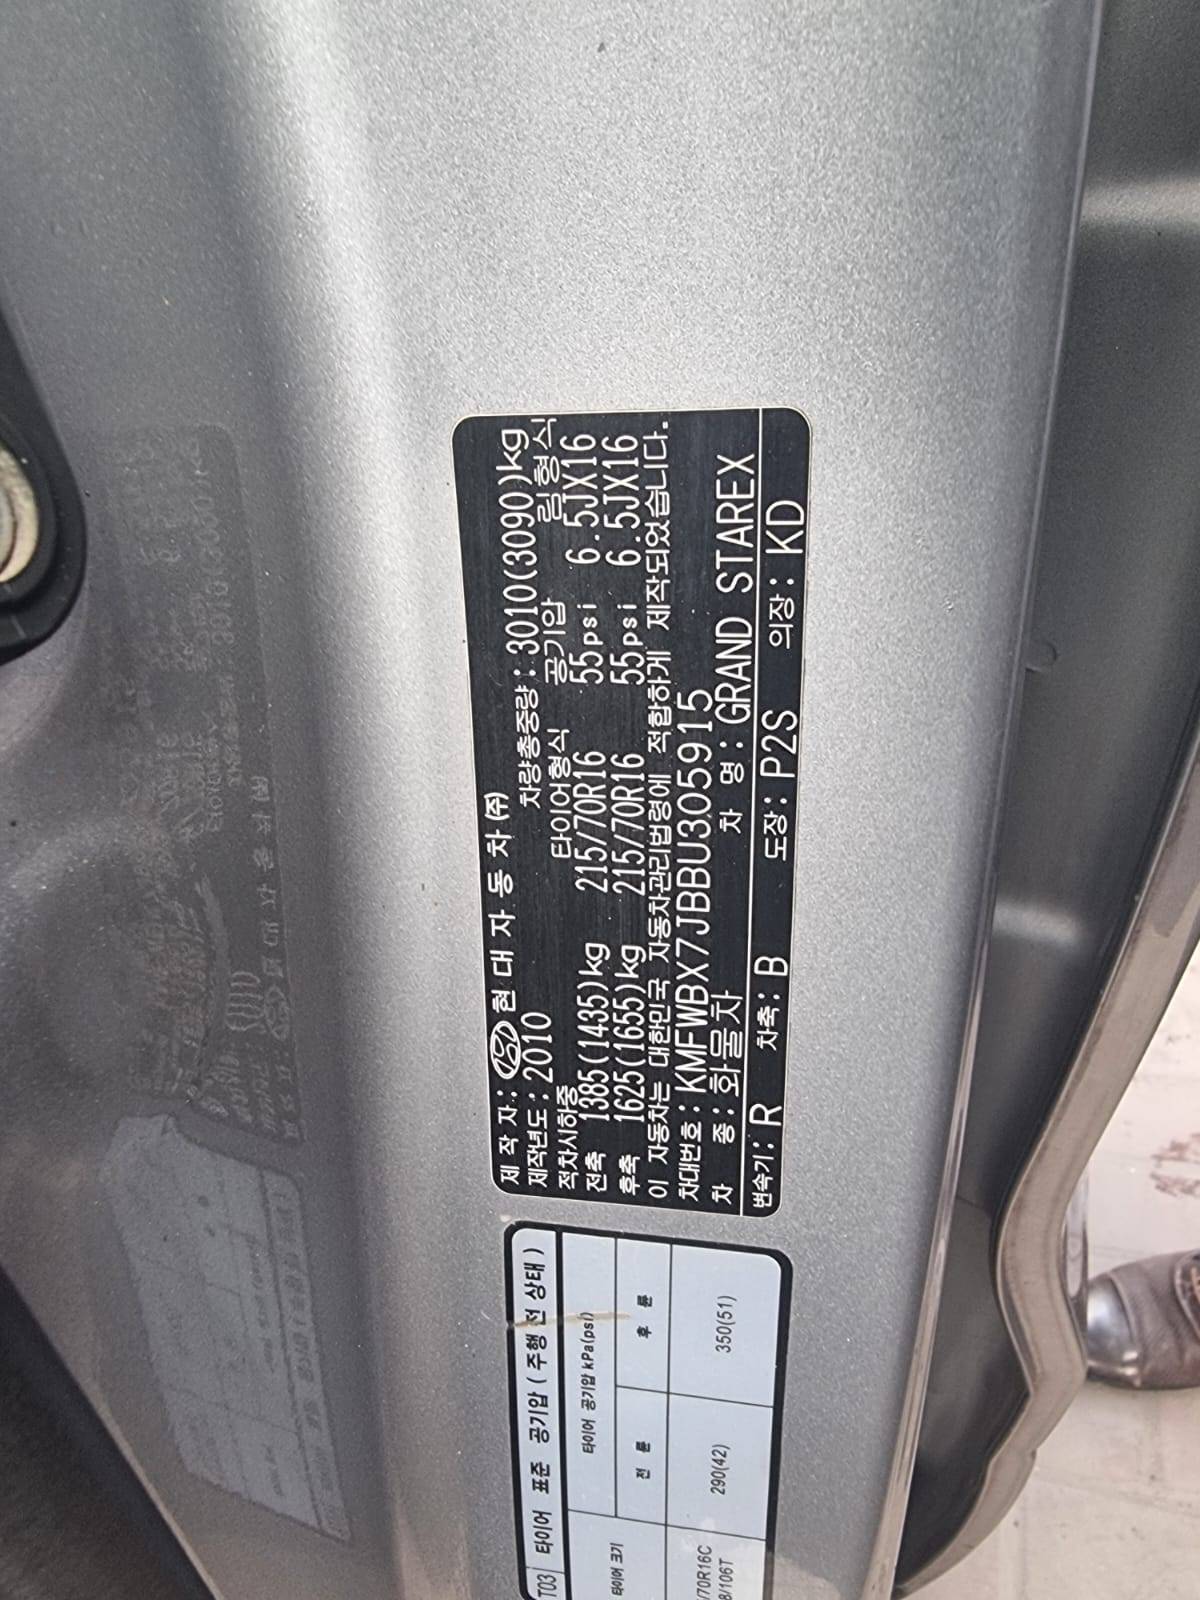 제 작 자 : 현 대 자 동 차 (주)
제작년도 : 2010 차량총중량 : 3010(3090)kg
적차시하중 타이어형식 공기압 림형식
전축 1385(1435)kg 215/70R16 55psi 6.5JX16
후축 1625(1655)kg 215/70R16 55psi 6.5JX16
이 자동차는 대한민국 자동차관리법령에 적합하게 제작되었습니다.
차대번호 : KMFWBX7JBBU305915
차 종 : 화물차 차 명 : GRAND STAREX
변속기 : R 차축 : B 도장 : P2S 의장 : KD
T03 타이어 표준 공기압 ( 주행 전 상태 )
타이어 크기 타이어 공기압 kPa(psi)
전 륜 후 륜
/70R16C 290(42) 350(51)
8/106T